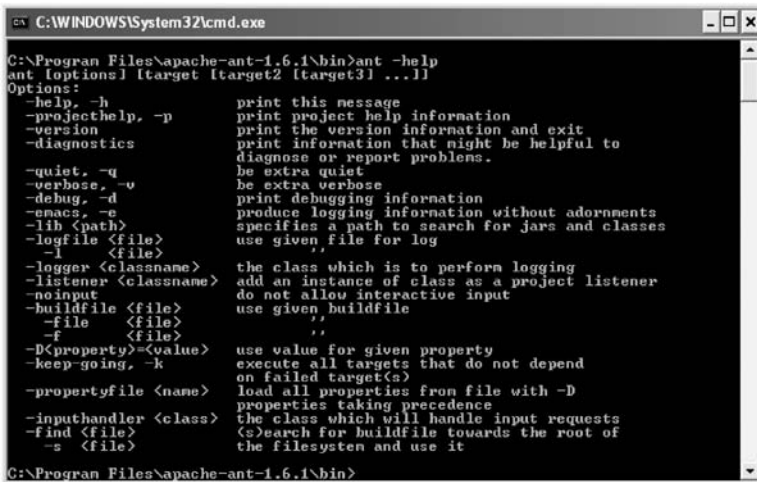 C:\WINDOWS\System32\cmd.exe
C:\Program Files\apache-ant-1.6.1\bin>ant -help
ant [options] [target [target2 [target3] ...]]
Options:
  -help, -h              print this message
  -projecthelp, -p       print project help information
  -version               print the version information and exit
  -diagnostics           print information that might be helpful to
                         diagnose or report problems.
  -quiet, -q             be extra quiet
  -verbose, -v           be extra verbose
  -debug, -d             print debugging information
  -emacs, -e             produce logging information without adornments
  -lib <path>            specifies a path to search for jars and classes
  -logfile <file>        use given file for log
    -l     <file>                ''
  -logger <classname>    the class which is to perform logging
  -listener <classname>  add an instance of class as a project listener
  -noinput               do not allow interactive input
  -buildfile <file>      use given buildfile
    -file    <file>              ''
    -f       <file>              ''
  -D<property>=<value>   use value for given property
  -keep-going, -k        execute all targets that do not depend
                         on failed target(s)
  -propertyfile <name>   load all properties from file with -D
                         properties taking precedence
  -inputhandler <class>  the class which will handle input requests
  -find <file>           (s)earch for buildfile towards the root of
    -s  <file>           the filesystem and use it
C:\Program Files\apache-ant-1.6.1\bin>